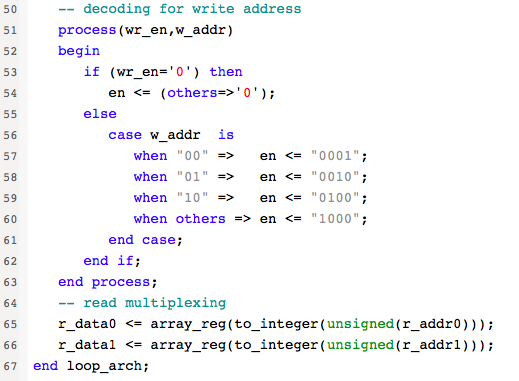 50 -- decoding for write address
51 process(wr_en,w_addr)
52 begin
53 if (wr_en='0') then
54 en <= (others=>'0');
55 else
56 case w_addr is
57 when "00" => en <= "0001";
58 when "01" => en <= "0010";
59 when "10" => en <= "0100";
60 when others => en <= "1000";
61 end case;
62 end if;
63 end process;
64 -- read multiplexing
65 r_data0 <= array_reg(to_integer(unsigned(r_addr0)));
66 r_data1 <= array_reg(to_integer(unsigned(r_addr1)));
67 end loop_arch;